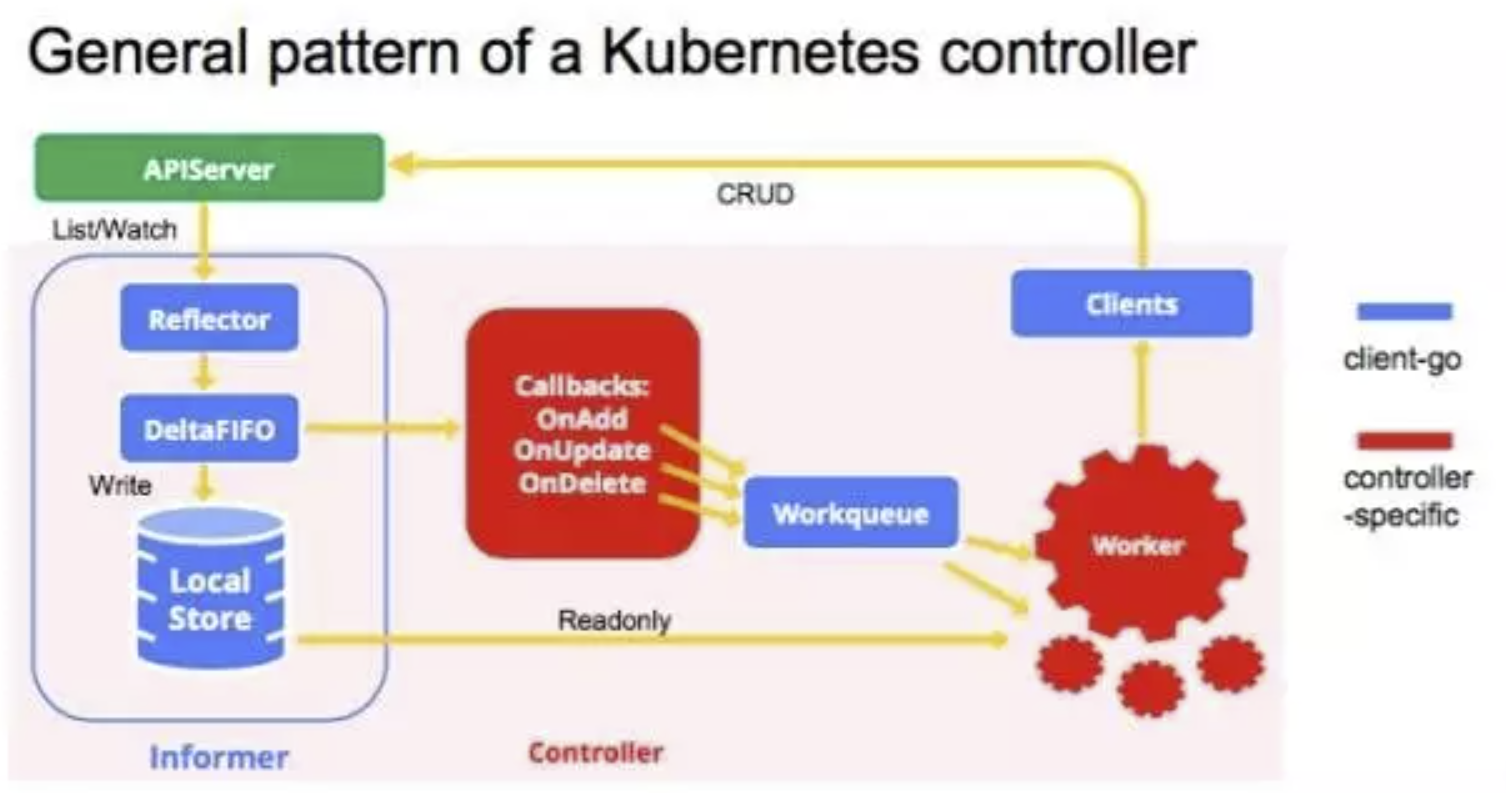 General pattern of a Kubernetes controller
APIServer
CRUD
List/Watch
Reflector
Clients
DeltaFIFO
Write
Local
Store
Callbacks:
OnAdd
OnUpdate
OnDelete
Workqueue
Worker
Readonly
Informer
Controller
client-go
controller
-specific